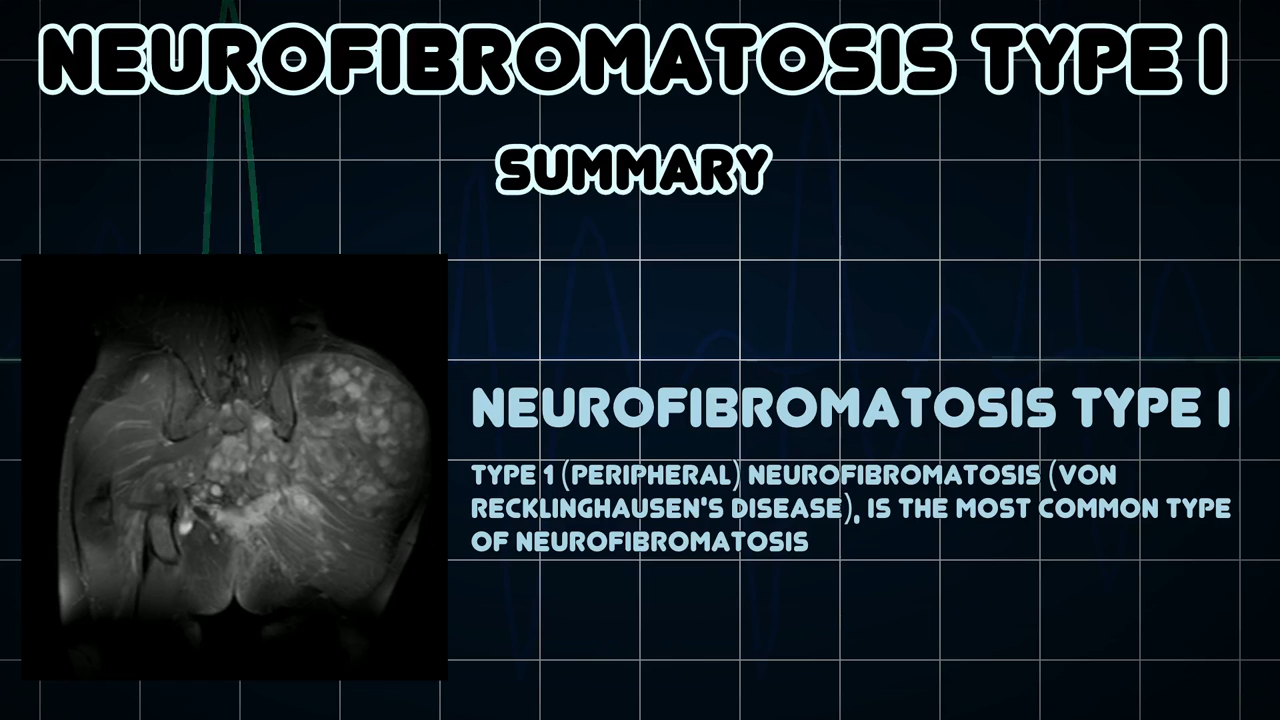 NEUROFIBROMATOSIS TYPE I
SUMMARY
NEUROFIBROMATOSIS TYPE I
TYPE 1 (PERIPHERAL) NEUROFIBROMATOSIS (VON
RECKLINGHAUSEN'S DISEASE), IS THE MOST COMMON TYPE
OF NEUROFIBROMATOSIS